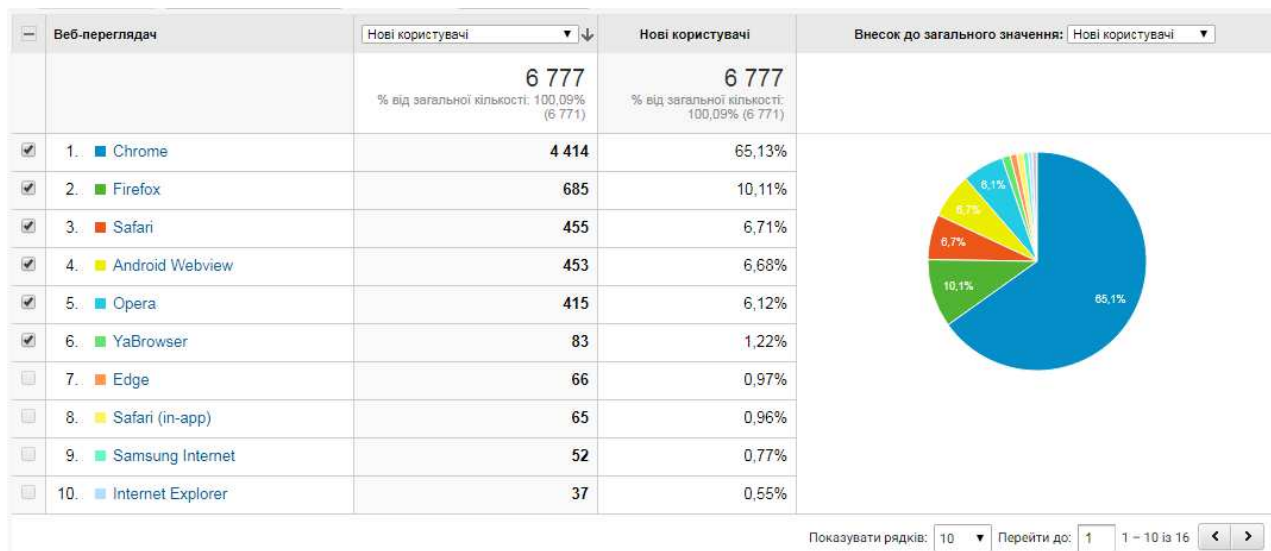 Веб-переглядач Нові користувачі Нові користувачі Внесок до загального значення: Нові користувачі
6 777 6 777
% від загальної кількості: 100,09% % від загальної кількості:
(6 771) 100,09% (6 771)
1. Chrome 4 414 65,13%
2. Firefox 685 10,11%
3. Safari 455 6,71%
4. Android Webview 453 6,68%
5. Opera 415 6,12%
6. YaBrowser 83 1,22%
7. Edge 66 0,97%
8. Safari (in-app) 65 0,96%
9. Samsung Internet 52 0,77%
10. Internet Explorer 37 0,55%
6,1%
6,7%
6,7%
10,1%
65,1%
Показувати рядків: 10 Перейти до: 1 1 – 10 із 16